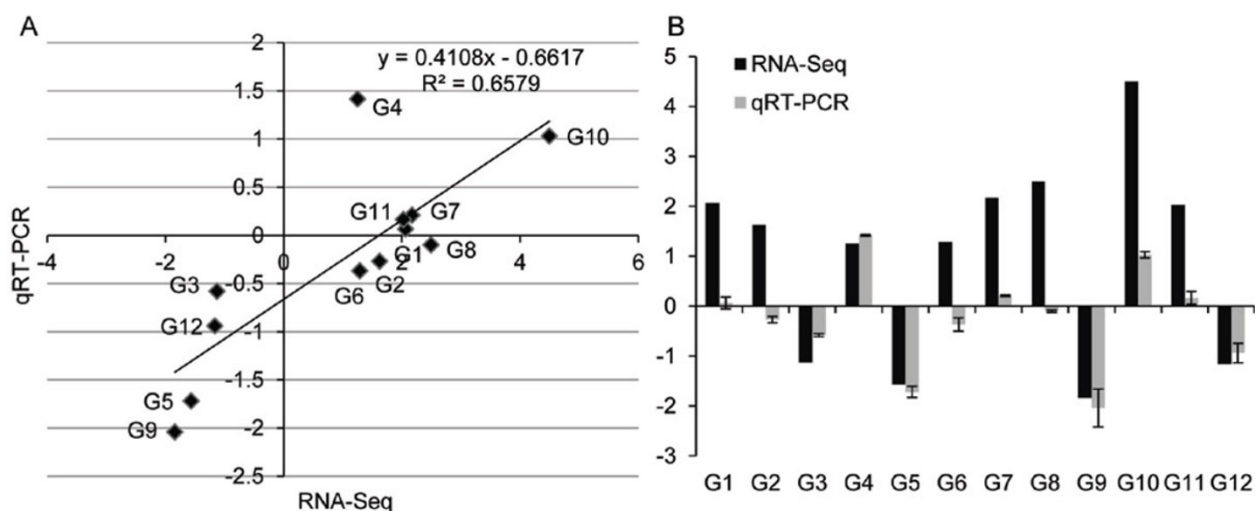 A
y = 0.4108x - 0.6617
R² = 0.6579
2
1.5
1
0.5
0
-0.5
-1
-1.5
-2
-2.5
-4
-2
0
2
4
6
G4
G10
G11
G7
G1
G8
G6
G2
G3
G12
G5
G9
qRT-PCR
RNA-Seq
B
RNA-Seq
qRT-PCR
5
4
3
2
1
0
-1
-2
-3
G1 G2 G3 G4 G5 G6 G7 G8 G9 G10 G11 G12